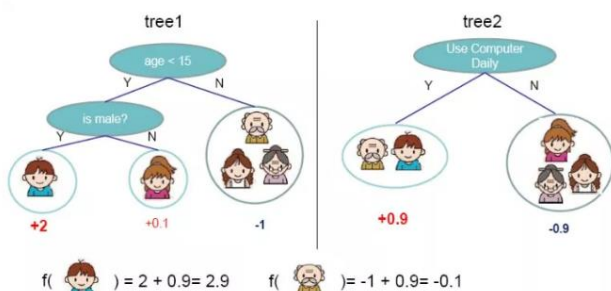 tree1
age < 15
Y
N
is male?
Y
N
+2
+0.1
-1
tree2
Use Computer
Daily
Y
N
+0.9
-0.9
f( ) = 2 + 0.9= 2.9
f( )= -1 + 0.9= -0.1